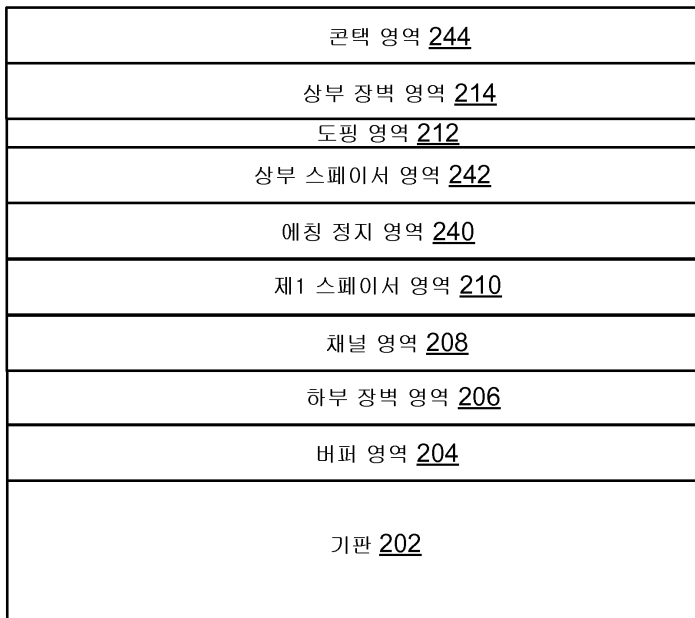 콘택 영역 244
상부 장벽 영역 214
도핑 영역 212
상부 스페이서 영역 242
에칭 정지 영역 240
제1 스페이서 영역 210
채널 영역 208
하부 장벽 영역 206
버퍼 영역 204
기판 202